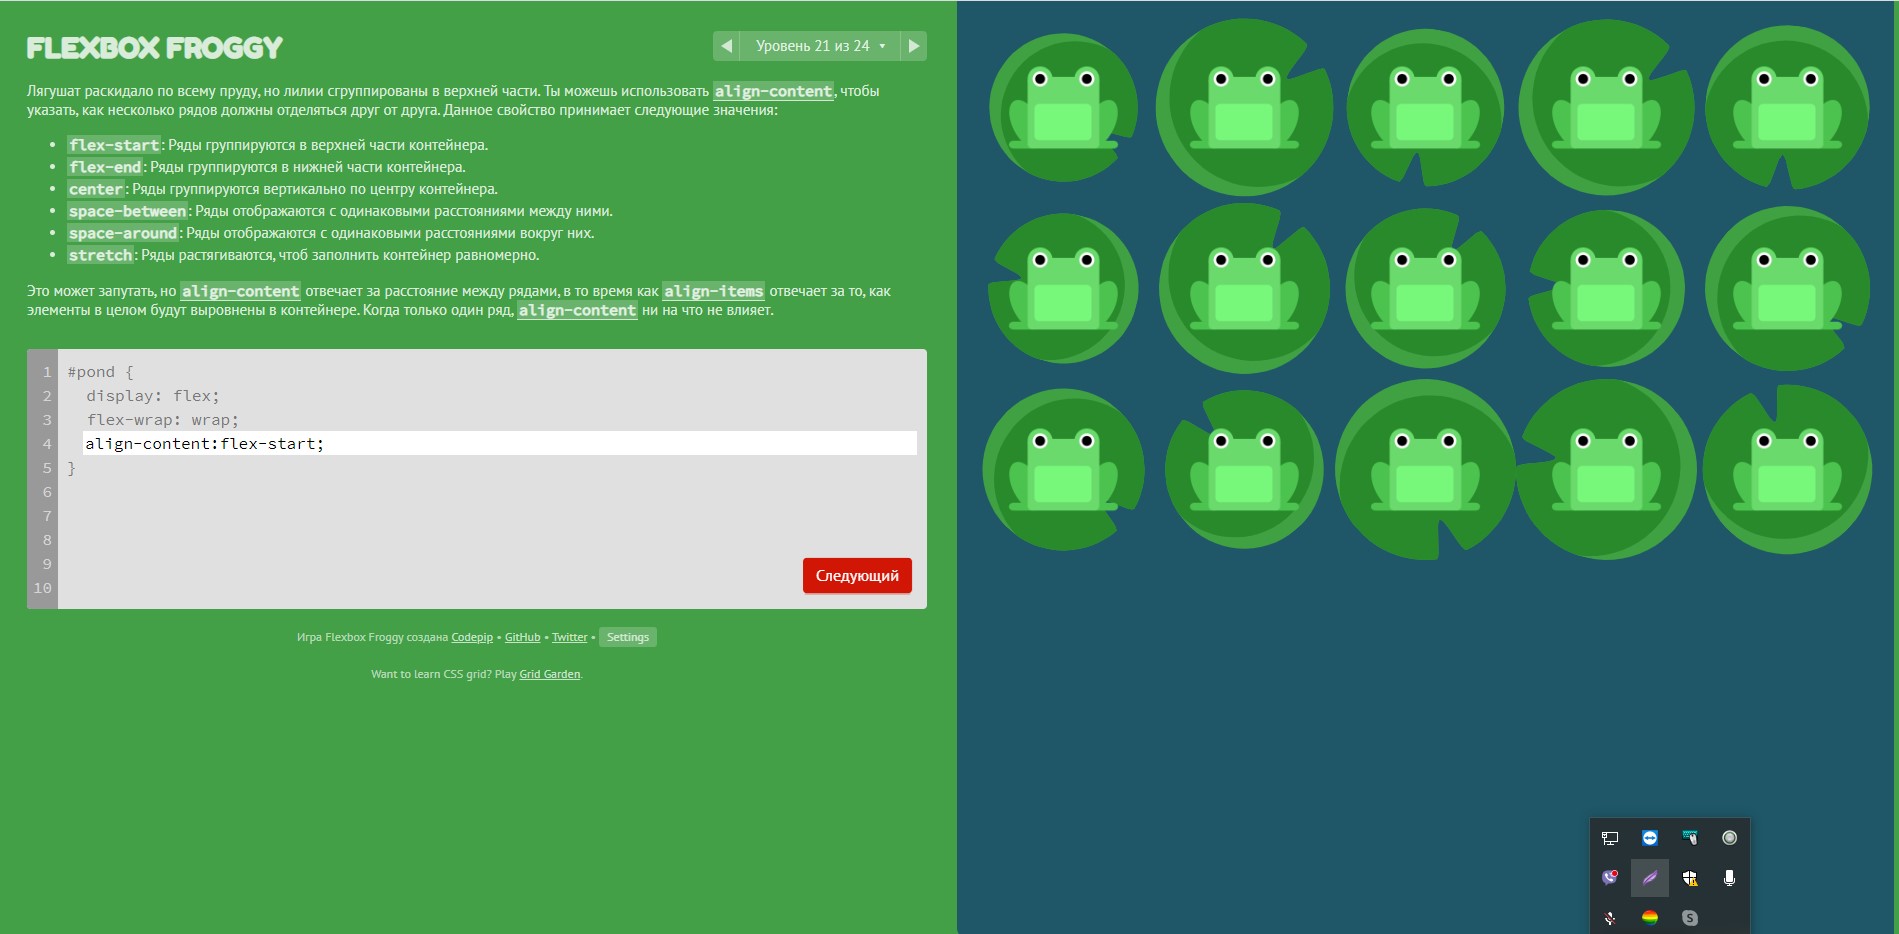 FLEXBOX FROGGY
Уровень 21 из 24
Лягушат раскидало по всему пруду, но лилии сгруппированы в верхней части. Ты можешь использовать align-content, чтобы
указать, как несколько рядов должны отделяться друг от друга. Данное свойство принимает следующие значения:
• flex-start: Ряды группируются в верхней части контейнера.
• flex-end: Ряды группируются в нижней части контейнера.
• center: Ряды группируются вертикально по центру контейнера.
• space-between: Ряды отображаются с одинаковыми расстояниями между ними.
• space-around: Ряды отображаются с одинаковыми расстояниями вокруг них.
• stretch: Ряды растягиваются, чтоб заполнить контейнер равномерно.
Это может запутать, но align-content отвечает за расстояние между рядами, в то время как align-items отвечает за то, как
элементы в целом будут выровнены в контейнере. Когда только один ряд, align-content ни на что не влияет.
1 #pond {
2 display: flex;
3 flex-wrap: wrap;
4 align-content:flex-start;
5 }
6
7
8
9
10
Следующий
Игра Flexbox Froggy создана Codepip • GitHub • Twitter • Settings
Want to learn CSS grid? Play Grid Garden.